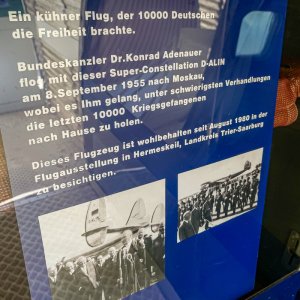 Ein kühner Flug, der 10000 Deutschen
die Freiheit brachte.
Bundeskanzler Dr.Konrad Adenauer
flog mit dieser Super-Constellation D-ALIN
am 8.September 1955 nach Moskau,
wobei es Ihm gelang, unter schwierigsten Verhandlungen
die letzten 10000 Kriegsgefangenen
nach Hause zu holen.
Dieses Flugzeug ist wohlbehalten seit August 1980 in der
Flugausstellung in Hermeskeil, Landkreis Trier-Saarburg
zu besichtigen.